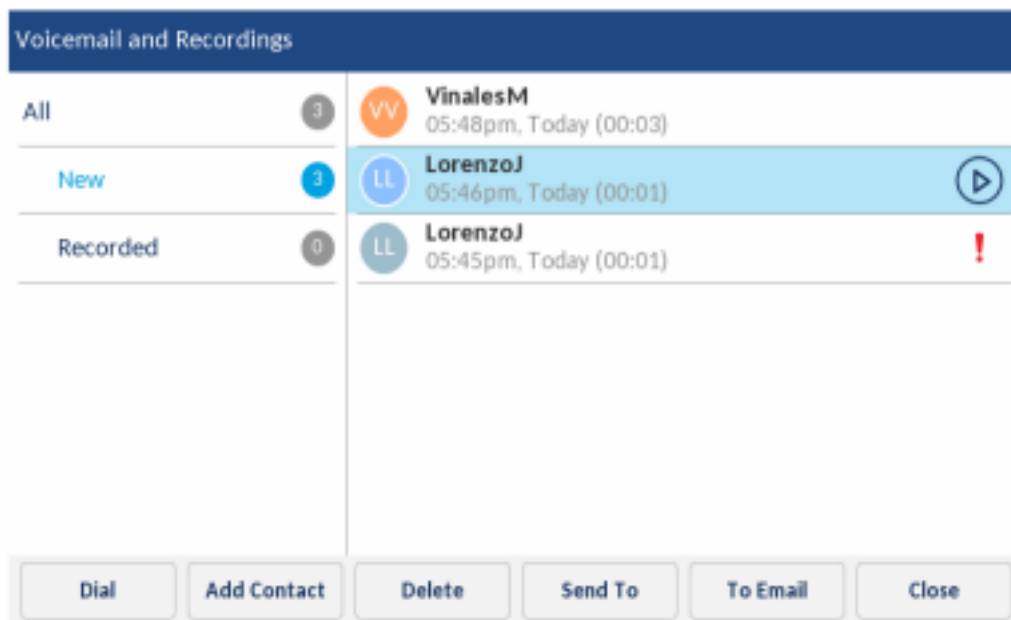 Voicemail and Recordings
All 3
New 3
Recorded 0
VV VinalesM
05:48pm, Today (00:03)
LL LorenzoJ
05:46pm, Today (00:01)
LL LorenzoJ
05:45pm, Today (00:01) !
Dial Add Contact Delete Send To To Email Close